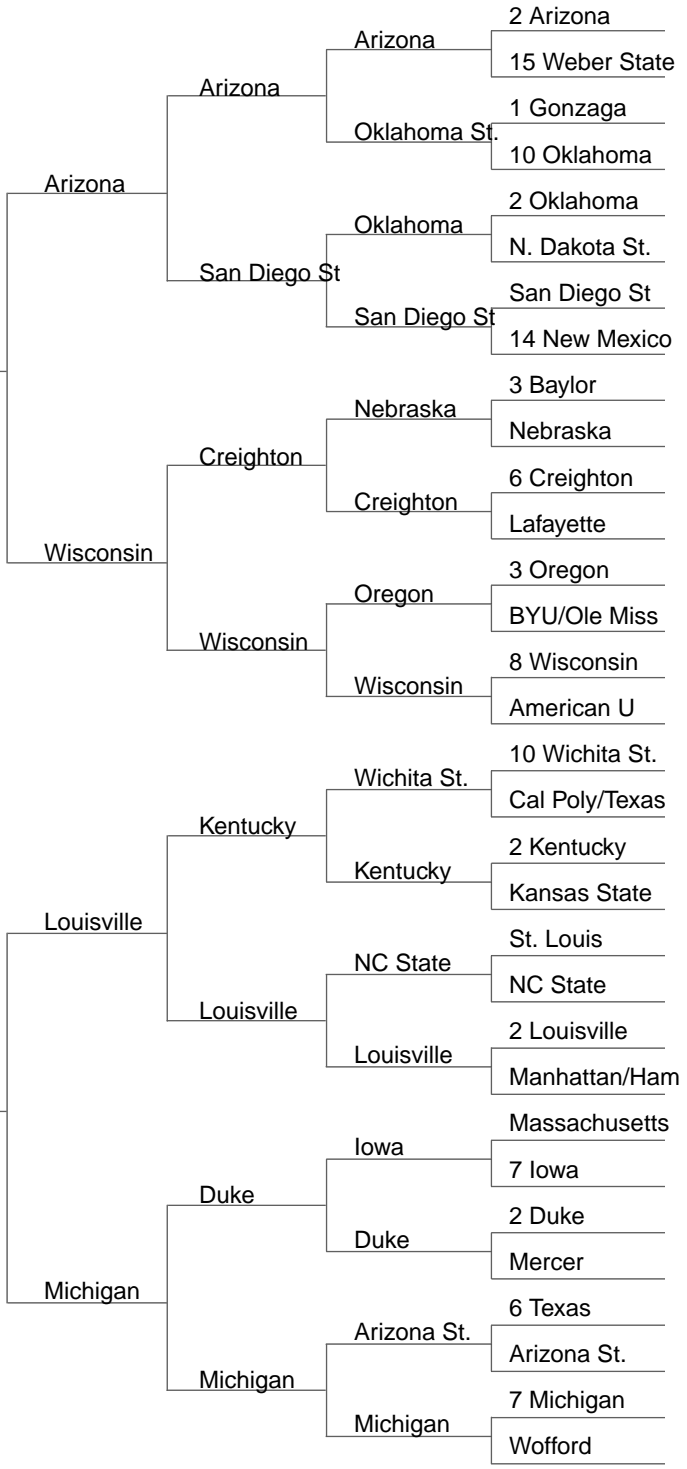 2 Arizona
Arizona
15 Weber State
Arizona
1 Gonzaga
Oklahoma St.
10 Oklahoma
Arizona
2 Oklahoma
Oklahoma
N. Dakota St.
San Diego St
San Diego St
San Diego St
14 New Mexico
3 Baylor
Nebraska
Nebraska
Creighton
6 Creighton
Creighton
Lafayette
Wisconsin
3 Oregon
Oregon
BYU/Ole Miss
Wisconsin
8 Wisconsin
Wisconsin
American U
10 Wichita St.
Wichita St.
Cal Poly/Texas
Kentucky
2 Kentucky
Kentucky
Kansas State
Louisville
St. Louis
NC State
NC State
Louisville
2 Louisville
Louisville
Manhattan/Ham
Massachusetts
Iowa
7 Iowa
Duke
2 Duke
Duke
Mercer
Michigan
6 Texas
Arizona St.
Arizona St.
Michigan
7 Michigan
Michigan
Wofford